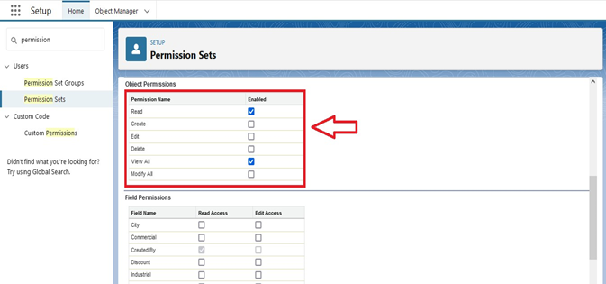 Setup
Home
Object Manager
permission
SETUP
Permission Sets
Users
Permission Set Groups
Permission Sets
Custom Code
Custom Permissions
Didn't find what you're looking for?
Try using Global Search.
Object Permissions
Permission Name Enabled
Read
Create
Edit
Delete
View All
Modify All
Field Permissions
Field Name Read Access Edit Access
City
Commercial
CreatedBy
Discount
Industrial